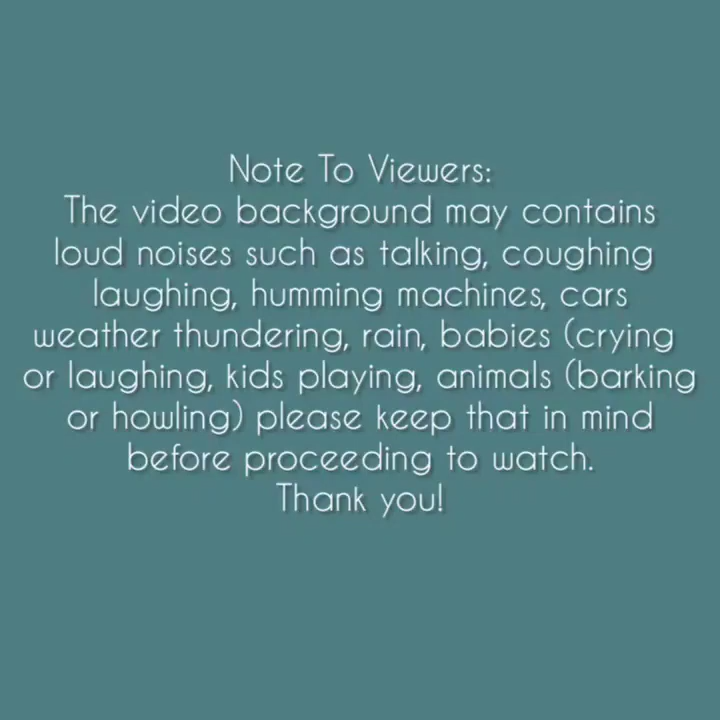 Note To Viewers:
The video background may contains
loud noises such as talking, coughing
laughing, humming machines, cars
weather thundering, rain, babies (crying
or laughing, kids playing, animals (barking
or howling) please keep that in mind
before proceeding to watch.
Thank you!